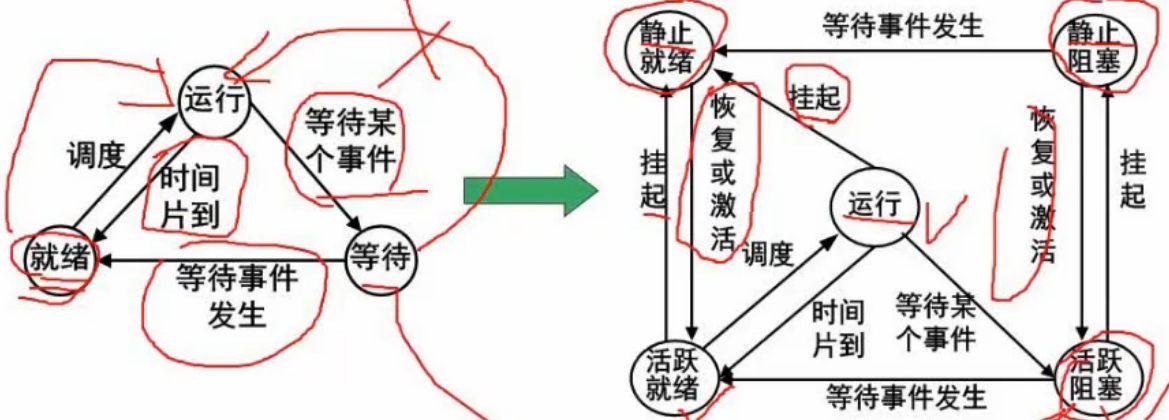 运行
调度
时间
片到
等待某
个事件
就绪
等待
等待事件
发生
静止
就绪
等待事件发生
静止
阻塞
挂起
恢复或激活
挂起
运行
恢复或激活
挂起
调度
时间
片到
等待某
个事件
活跃
就绪
等待事件发生
活跃
阻塞